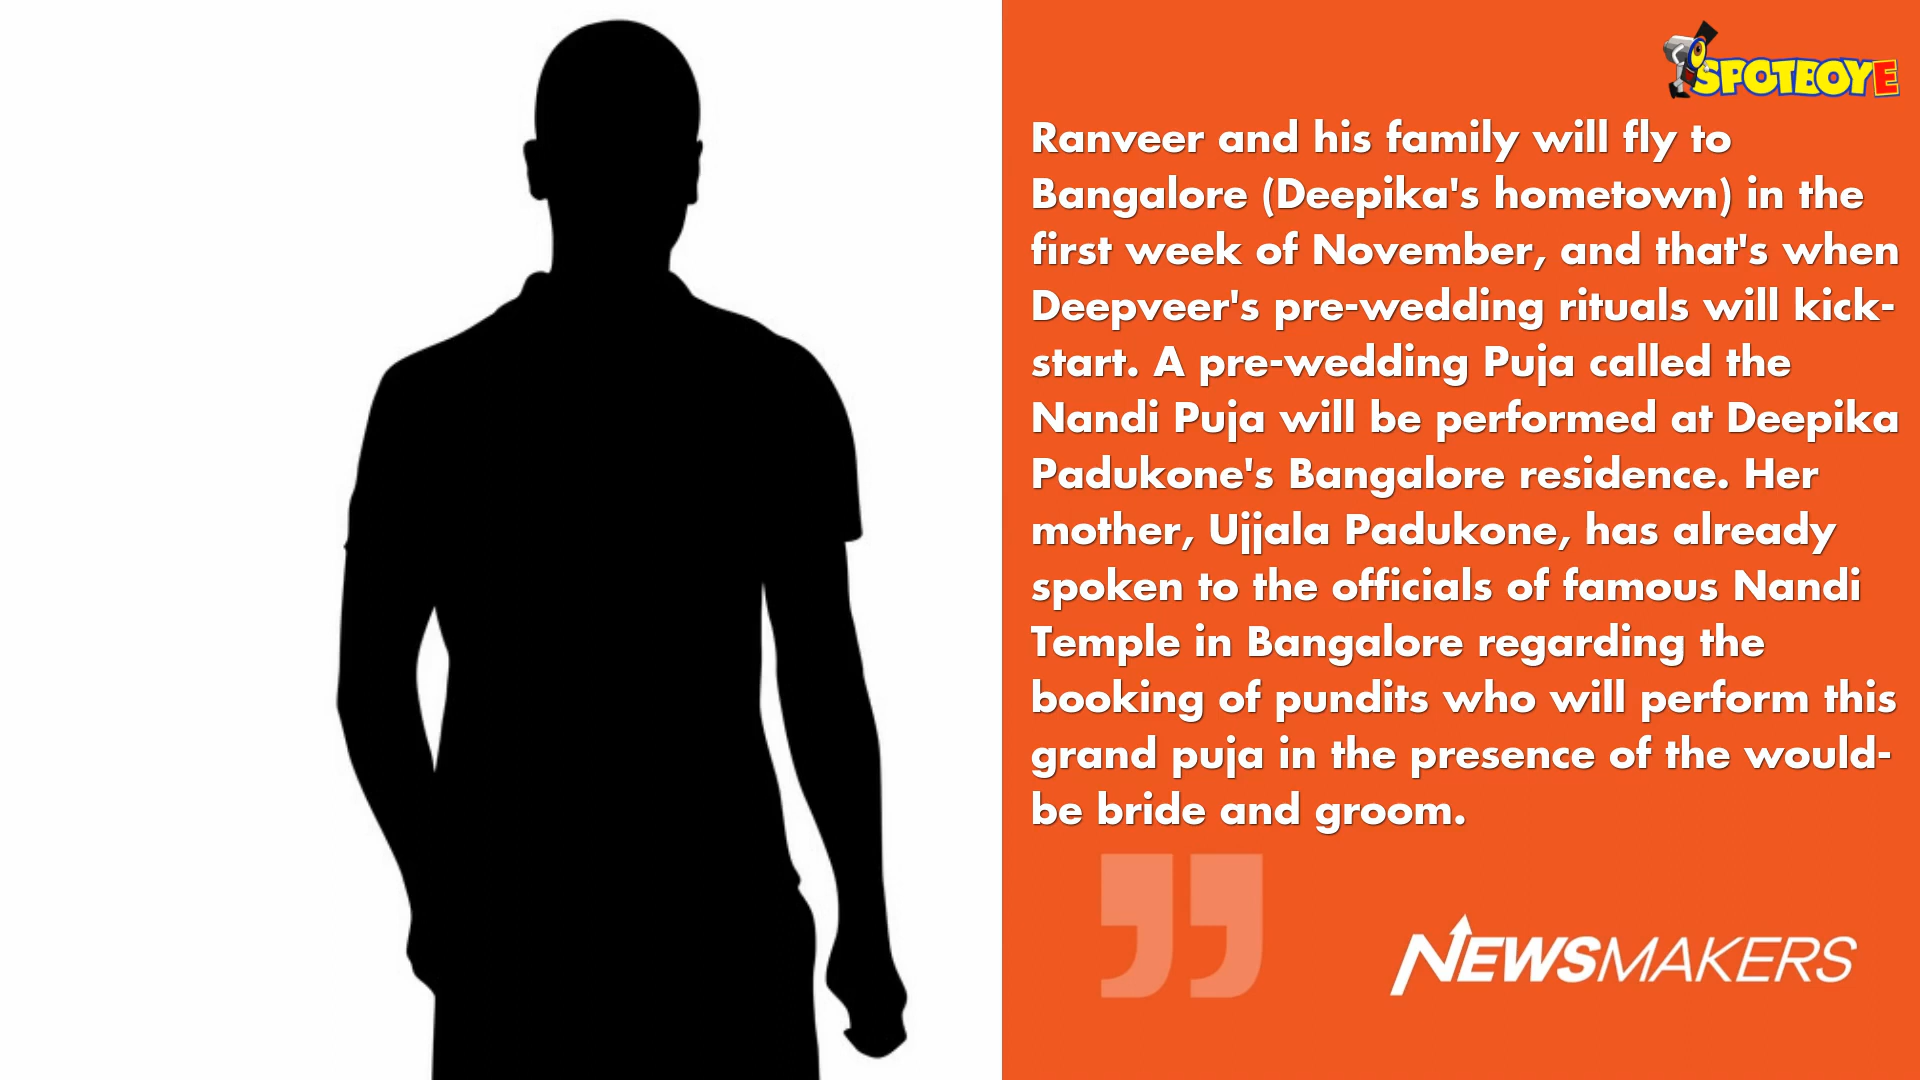 SPOTBOYE
Ranveer and his family will fly to
Bangalore (Deepika's hometown) in the
first week of November, and that's when
Deepveer's pre-wedding rituals will kick-
start. A pre-wedding Puja called the
Nandi Puja will be performed at Deepika
Padukone's Bangalore residence. Her
mother, Ujjala Padukone, has already
spoken to the officials of famous Nandi
Temple in Bangalore regarding the
booking of pundits who will perform this
grand puja in the presence of the would-
be bride and groom.
”
NEWSMAKERS